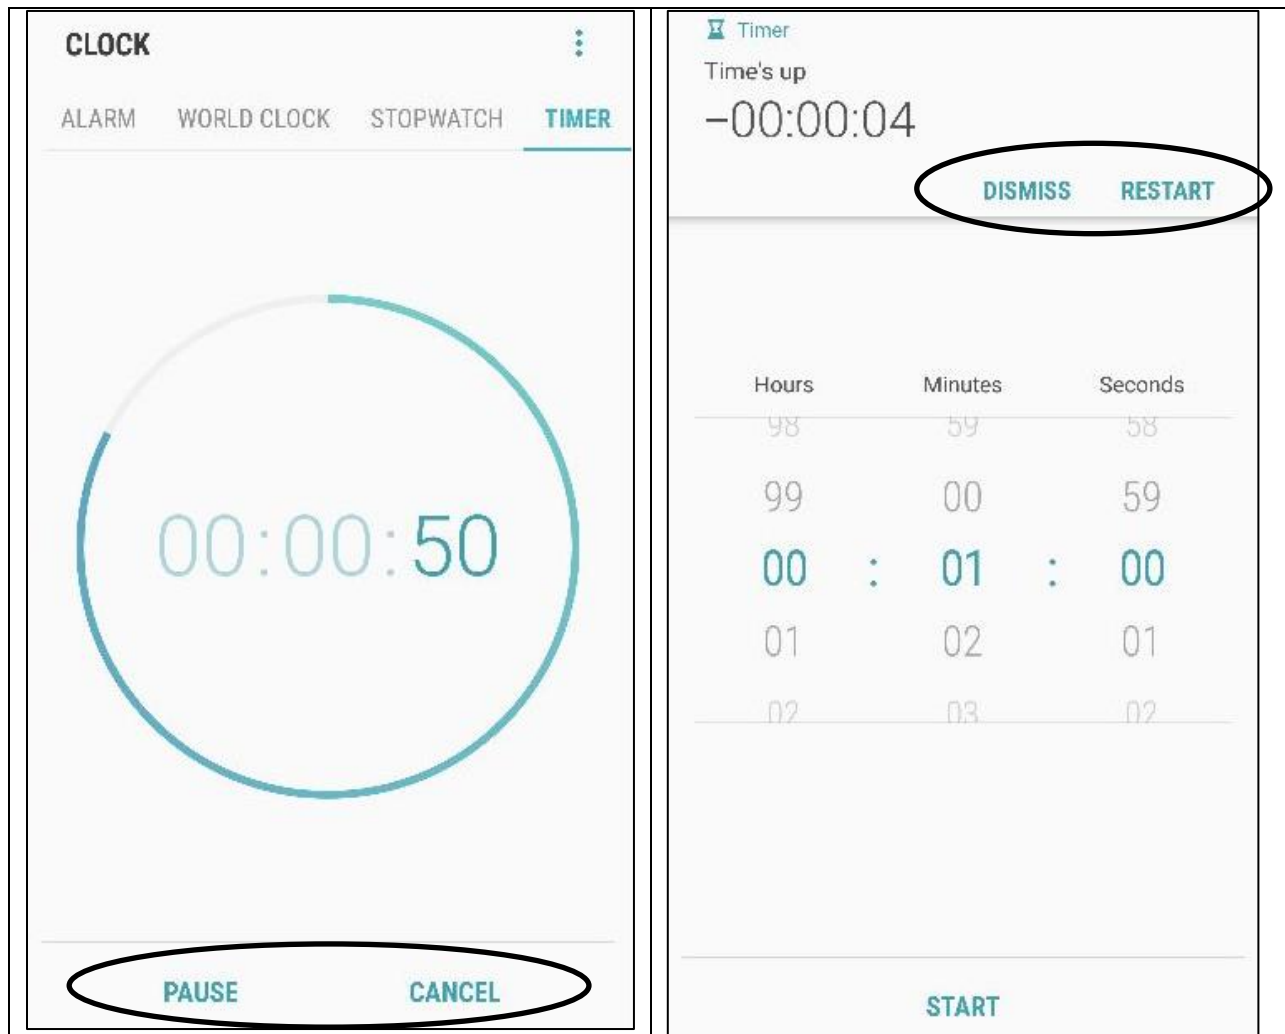 CLOCK
ALARM WORLD CLOCK STOPWATCH TIMER
00:00:50
PAUSE CANCEL
Timer
Time's up
−00:00:04
DISMISS RESTART
Hours Minutes Seconds
98 59 58
99 00 59
00 : 01 : 00
01 02 01
02 03 02
START